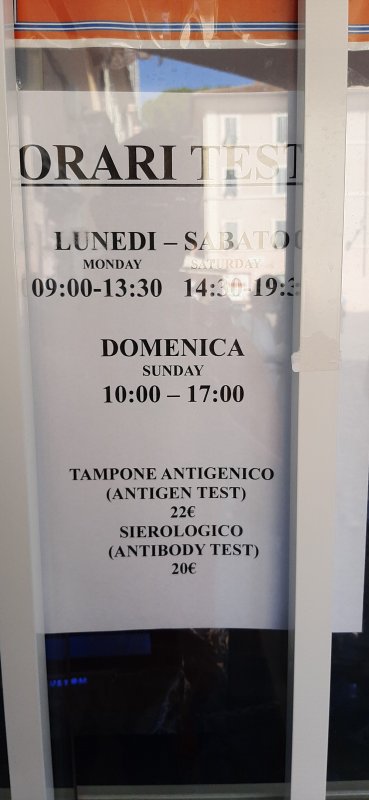 ORARI TEST
LUNEDI – SABATO
MONDAY SATURDAY
09:00-13:30 14:30-19:3
DOMENICA
SUNDAY
10:00 – 17:00
TAMPONE ANTIGENICO
(ANTIGEN TEST)
22€
SIEROLOGICO
(ANTIBODY TEST)
20€